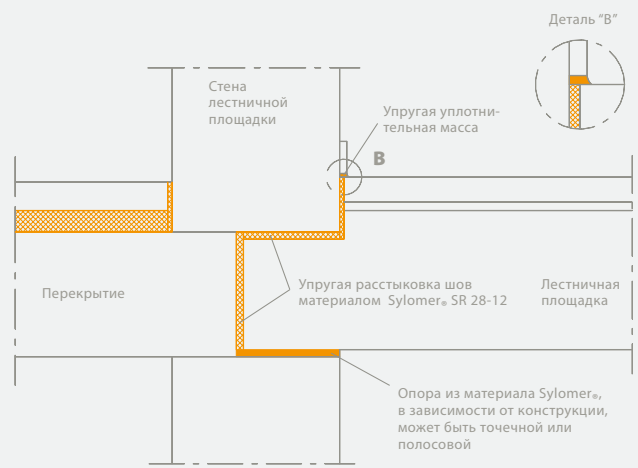 Деталь “B”
Стена
лестничной
площадки
Упругая уплотни-
тельная масса
B
Перекрытие
Упругая расстыковка шов
материалом Sylomer® SR 28-12
Лестничная
площадка
Опора из материала Sylomer®,
в зависимости от конструкции,
может быть точечной или
полосовой